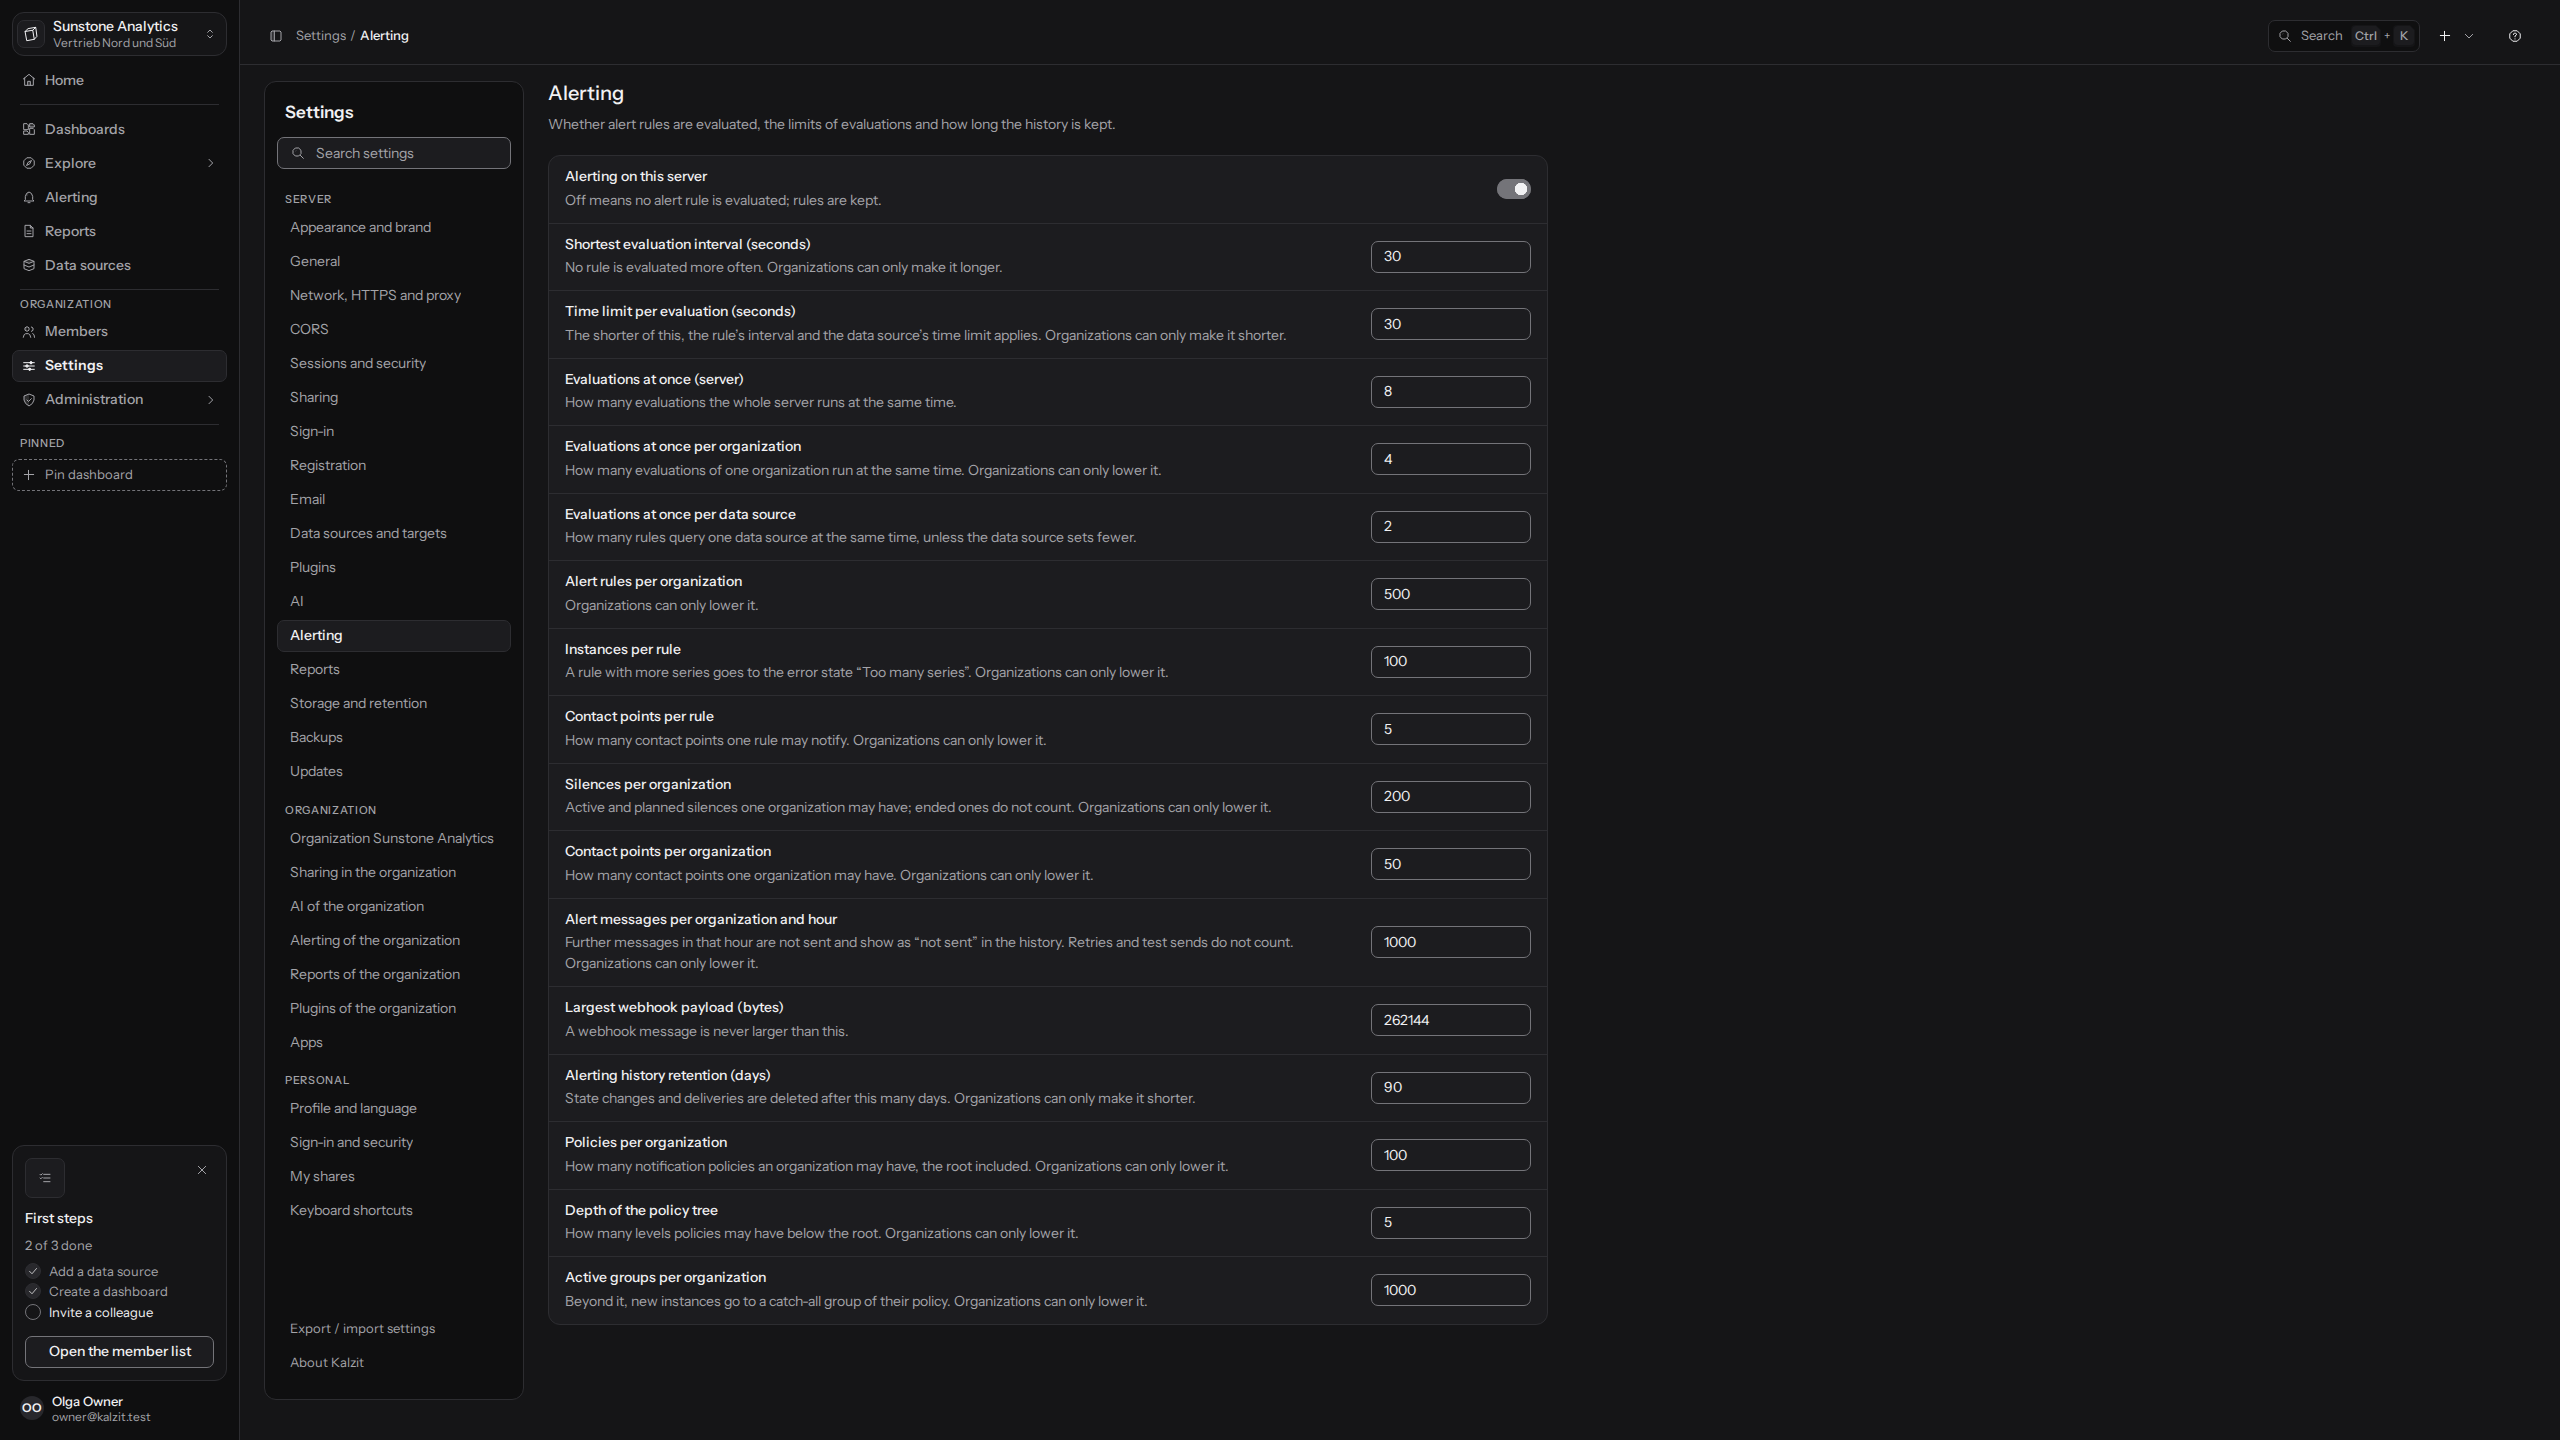 Sunstone Analytics
Vertrieb Nord und Süd
Home
Dashboards
Explore
Alerting
Reports
Data sources
ORGANIZATION
Members
Settings
Administration
PINNED
Pin dashboard
First steps
2 of 3 done
Add a data source
Create a dashboard
Invite a colleague
Open the member list
OO
Olga Owner
owner@kalzit.test
Settings / Alerting
Search Ctrl + K
Settings
Search settings
SERVER
Appearance and brand
General
Network, HTTPS and proxy
CORS
Sessions and security
Sharing
Sign-in
Registration
Email
Data sources and targets
Plugins
AI
Alerting
Reports
Storage and retention
Backups
Updates
ORGANIZATION
Organization Sunstone Analytics
Sharing in the organization
AI of the organization
Alerting of the organization
Reports of the organization
Plugins of the organization
Apps
PERSONAL
Profile and language
Sign-in and security
My shares
Keyboard shortcuts
Export / import settings
About Kalzit
Alerting
Whether alert rules are evaluated, the limits of evaluations and how long the history is kept.
Alerting on this server
Off means no alert rule is evaluated; rules are kept.
Shortest evaluation interval (seconds)
No rule is evaluated more often. Organizations can only make it longer.
30
Time limit per evaluation (seconds)
The shorter of this, the rule's interval and the data source's time limit applies. Organizations can only make it shorter.
30
Evaluations at once (server)
How many evaluations the whole server runs at the same time.
8
Evaluations at once per organization
How many evaluations of one organization run at the same time. Organizations can only lower it.
4
Evaluations at once per data source
How many rules query one data source at the same time, unless the data source sets fewer.
2
Alert rules per organization
Organizations can only lower it.
500
Instances per rule
A rule with more series goes to the error state “Too many series”. Organizations can only lower it.
100
Contact points per rule
How many contact points one rule may notify. Organizations can only lower it.
5
Silences per organization
Active and planned silences one organization may have; ended ones do not count. Organizations can only lower it.
200
Contact points per organization
How many contact points one organization may have. Organizations can only lower it.
50
Alert messages per organization and hour
Further messages in that hour are not sent and show as “not sent” in the history. Retries and test sends do not count.
Organizations can only lower it.
1000
Largest webhook payload (bytes)
A webhook message is never larger than this.
262144
Alerting history retention (days)
State changes and deliveries are deleted after this many days. Organizations can only make it shorter.
90
Policies per organization
How many notification policies an organization may have, the root included. Organizations can only lower it.
100
Depth of the policy tree
How many levels policies may have below the root. Organizations can only lower it.
5
Active groups per organization
Beyond it, new instances go to a catch-all group of their policy. Organizations can only lower it.
1000